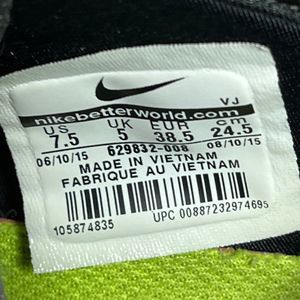 VJ
nikebetterworld.com
US UK EUR cm
7.5 5 38.5 24.5
06/10/15 629832-008 08/10/15
MADE IN VIETNAM
FABRIQUE AU VIETNAM
105874835 UPC 00887232974695